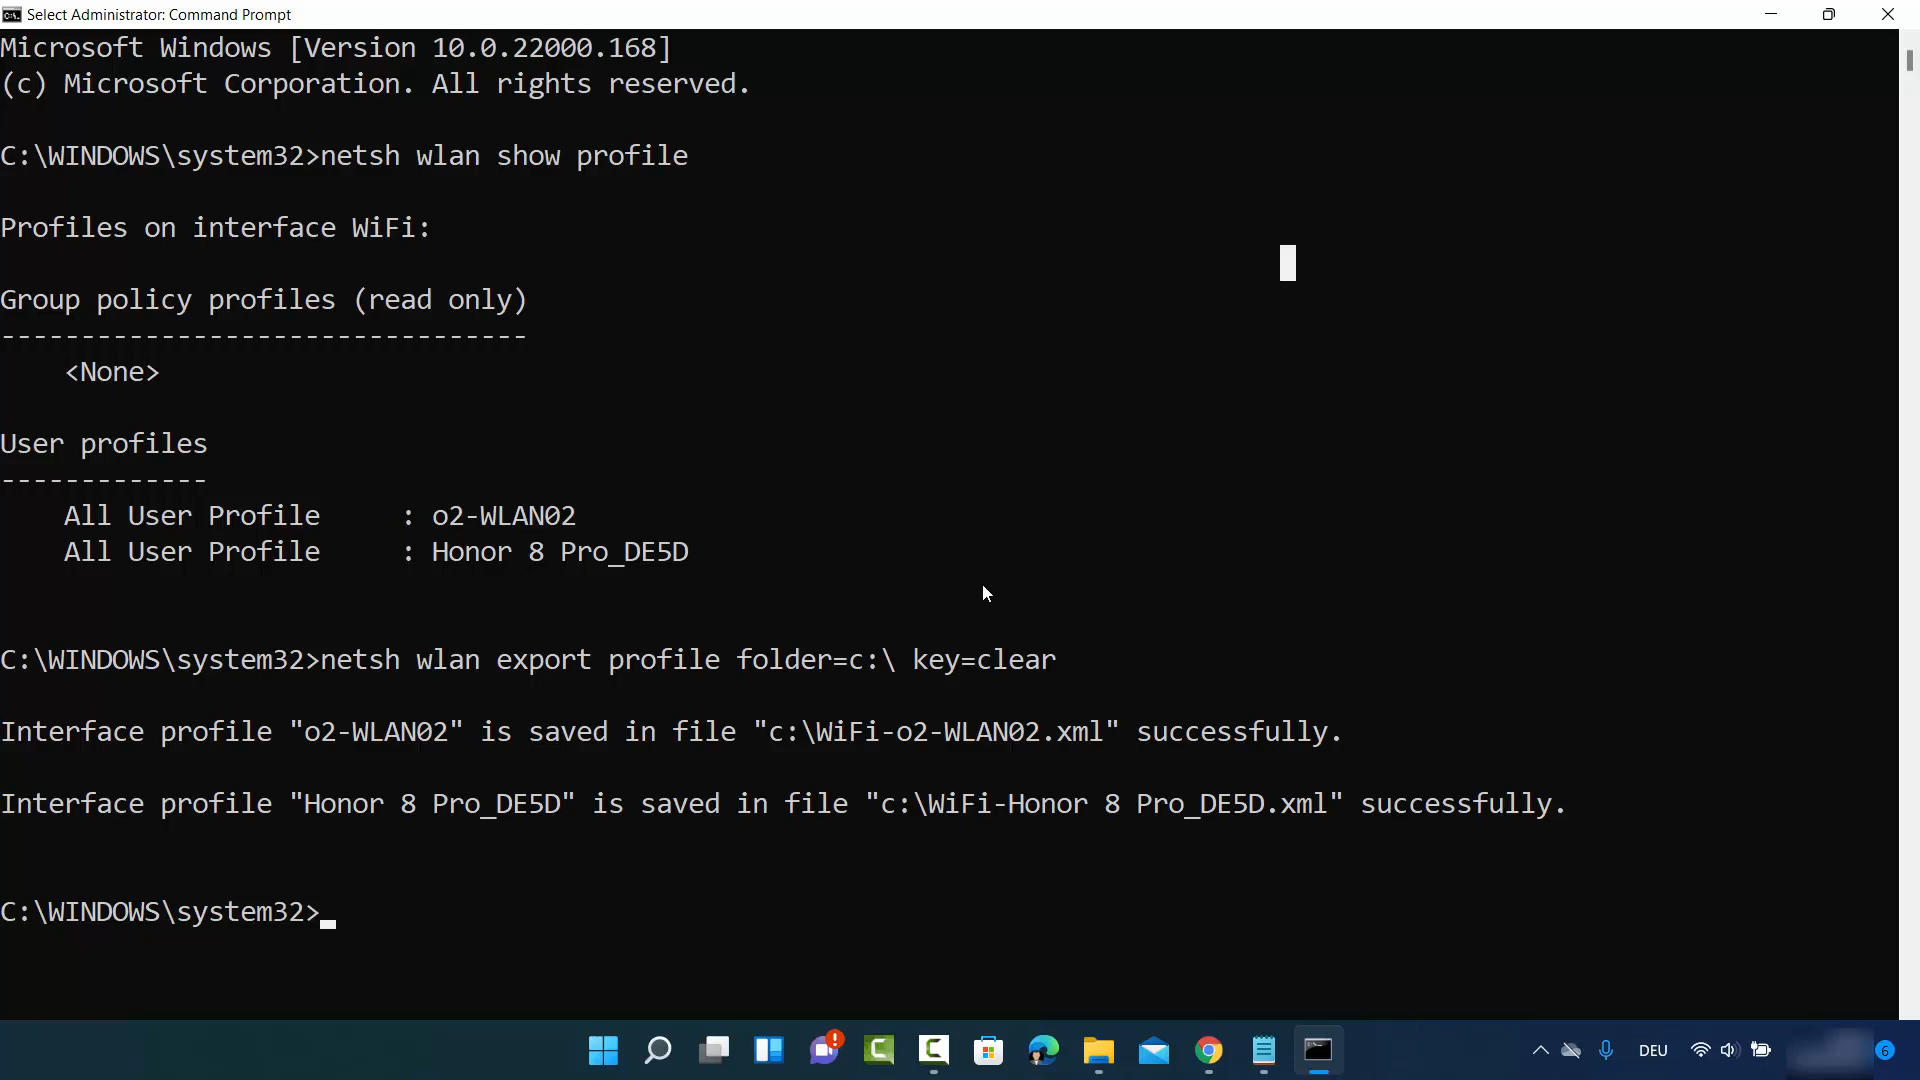 Select Administrator: Command Prompt
Microsoft Windows [Version 10.0.22000.168]
(c) Microsoft Corporation. All rights reserved.
C:\WINDOWS\system32>netsh wlan show profile
Profiles on interface WiFi:
Group policy profiles (read only)
---------------------------------
<None>
User profiles
-------------
All User Profile     : o2-WLAN02
All User Profile     : Honor 8 Pro_DE5D
C:\WINDOWS\system32>netsh wlan export profile folder=c:\ key=clear
Interface profile "o2-WLAN02" is saved in file "c:\WiFi-o2-WLAN02.xml" successfully.
Interface profile "Honor 8 Pro_DE5D" is saved in file "c:\WiFi-Honor 8 Pro_DE5D.xml" successfully.
C:\WINDOWS\system32>
DEU 6